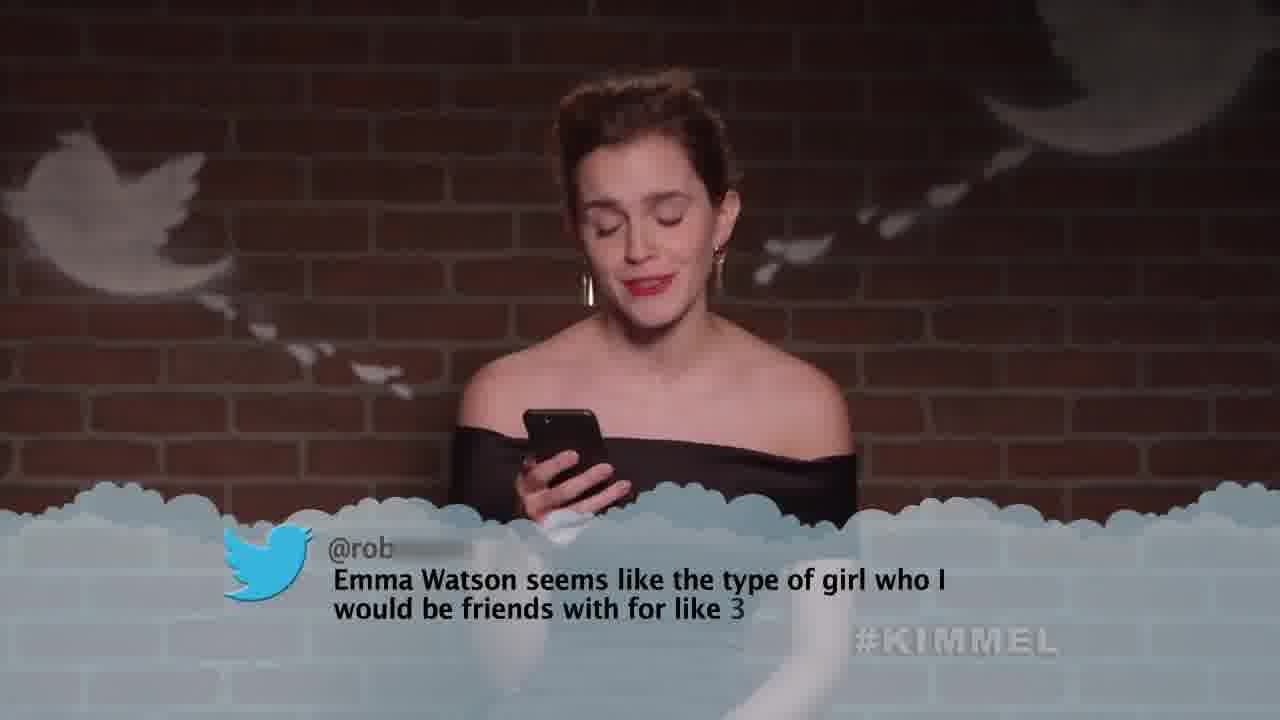 @rob
Emma Watson seems like the type of girl who I
would be friends with for like 3
#KIMMEL